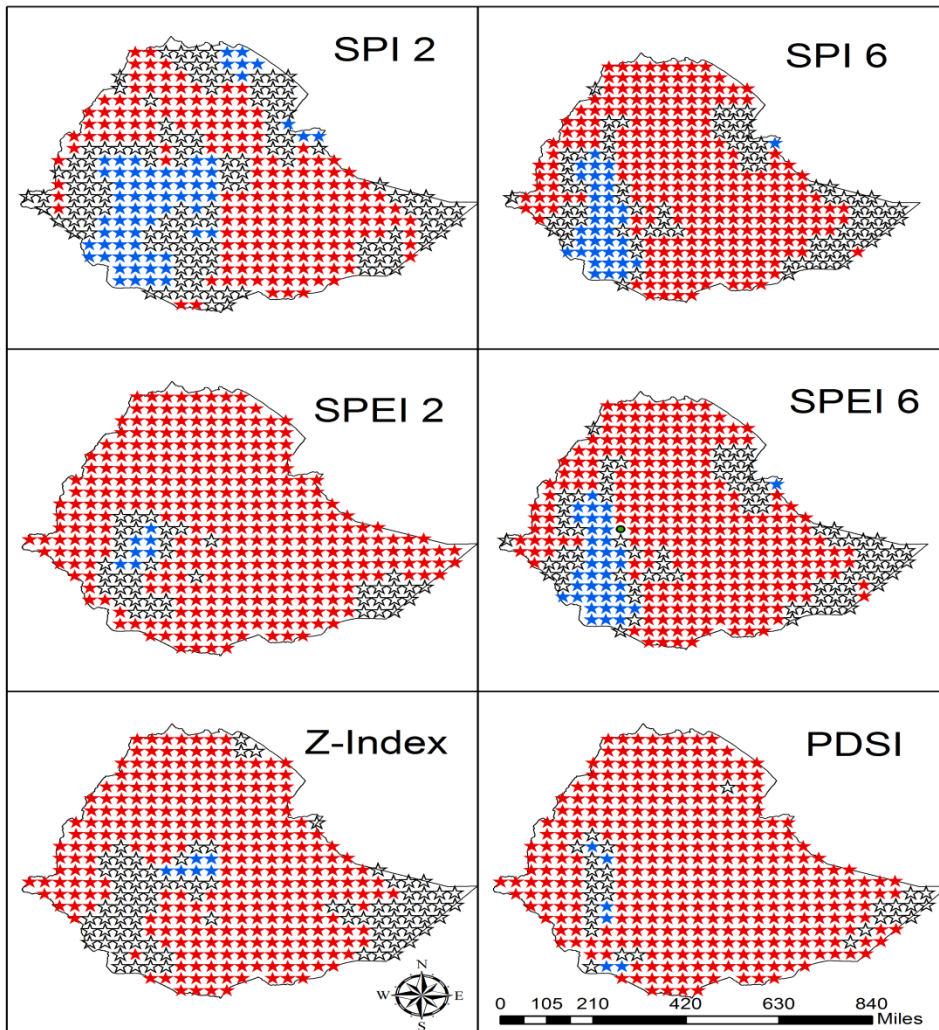 SPI 2
SPI 6
SPEI 2
SPEI 6
Z-Index
PDSI
N
W E
S
0 105 210 420 630 840
Miles